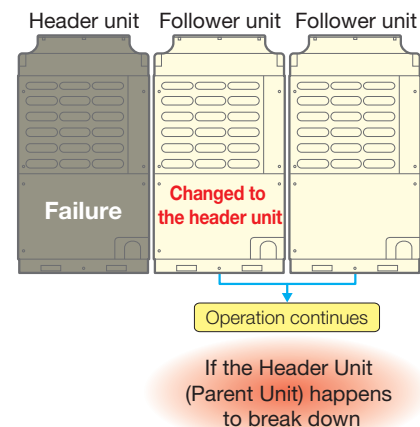 Header unit Follower unit Follower unit
Failure
Changed to
the header unit
Operation continues
If the Header Unit
(Parent Unit) happens
to break down